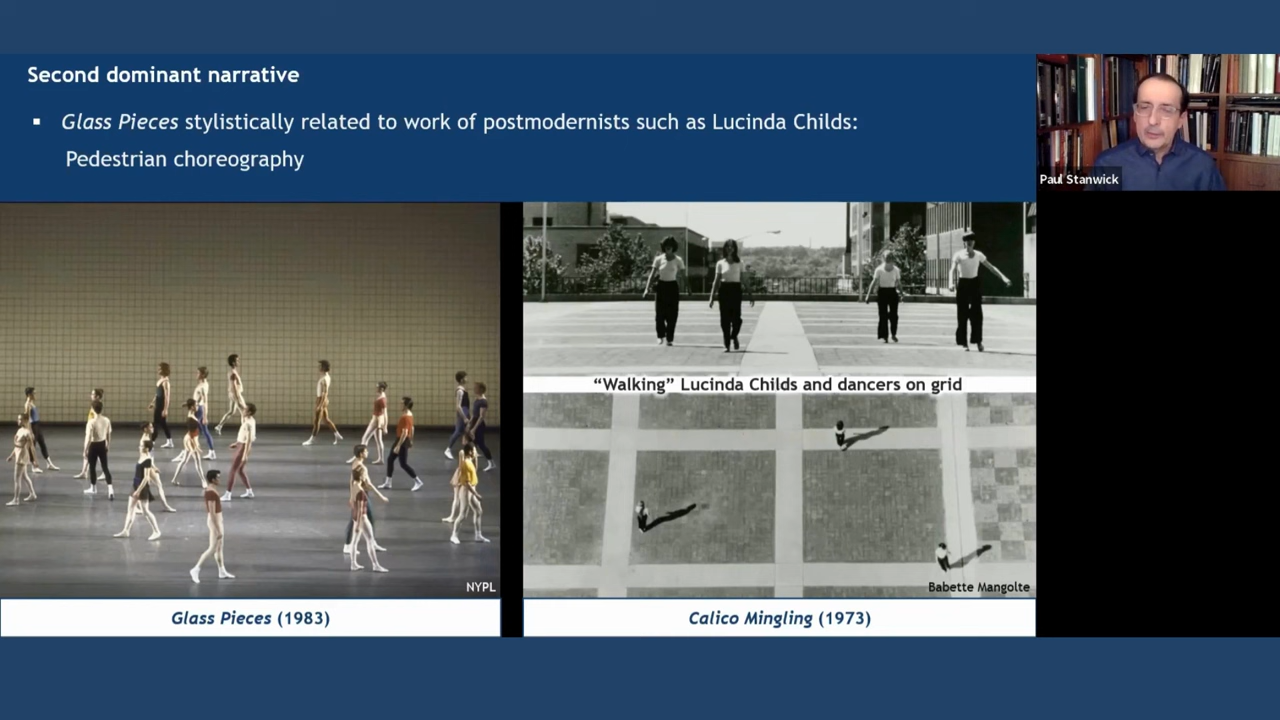 Second dominant narrative
▪ Glass Pieces stylistically related to work of postmodernists such as Lucinda Childs:
Pedestrian choreography
Paul Stanwick
“Walking” Lucinda Childs and dancers on grid
NYPL
Babette Mangolte
Glass Pieces (1983)
Calico Mingling (1973)